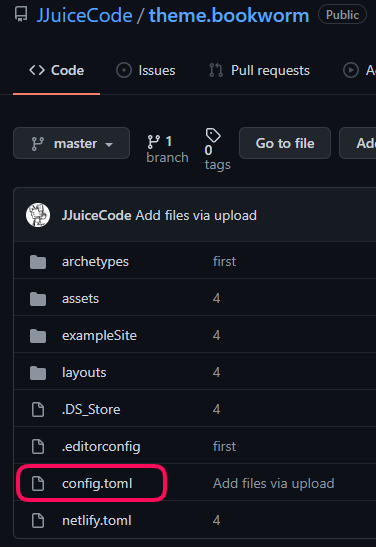 JJuiceCode / theme.bookworm Public
Code Issues Pull requests
master 1 branch 0 tags Go to file
JJuiceCode Add files via upload
archetypes first
assets 4
exampleSite 4
layouts 4
.DS_Store 4
.editorconfig first
config.toml Add files via upload
netlify.toml 4